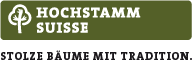 HOCHSTAMM
SUISSE
STOLZE BÄUME MIT TRADITION.